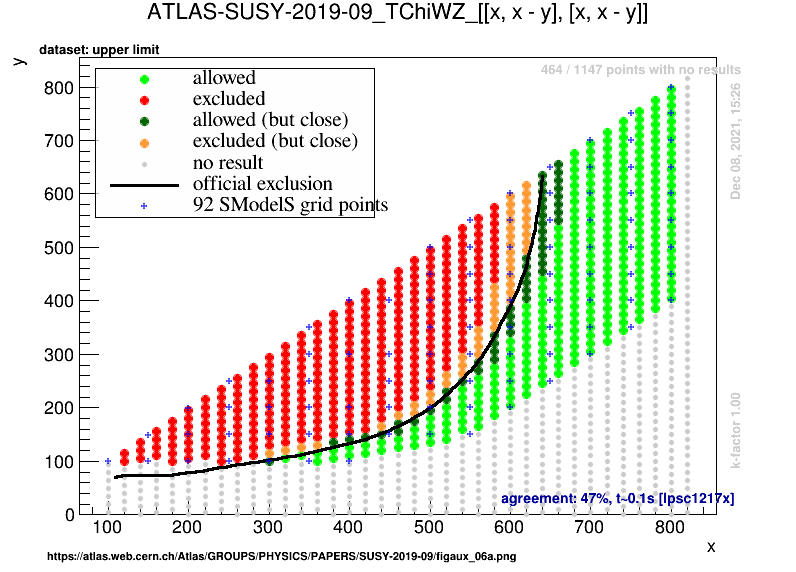 ATLAS-SUSY-2019-09_TChiWZ_[[x, x - y], [x, x - y]]
dataset: upper limit
y
464 / 1147 points with no results
allowed
excluded
allowed (but close)
excluded (but close)
no result
official exclusion
92 SModelS grid points
Dec 08, 2021, 15:26
k-factor 1.00
800
700
600
500
400
300
200
100
0
agreement: 47%, t~0.1s [lpsc1217x]
100 200 300 400 500 600 700 800
x
https://atlas.web.cern.ch/Atlas/GROUPS/PHYSICS/PAPERS/SUSY-2019-09/figaux_06a.png